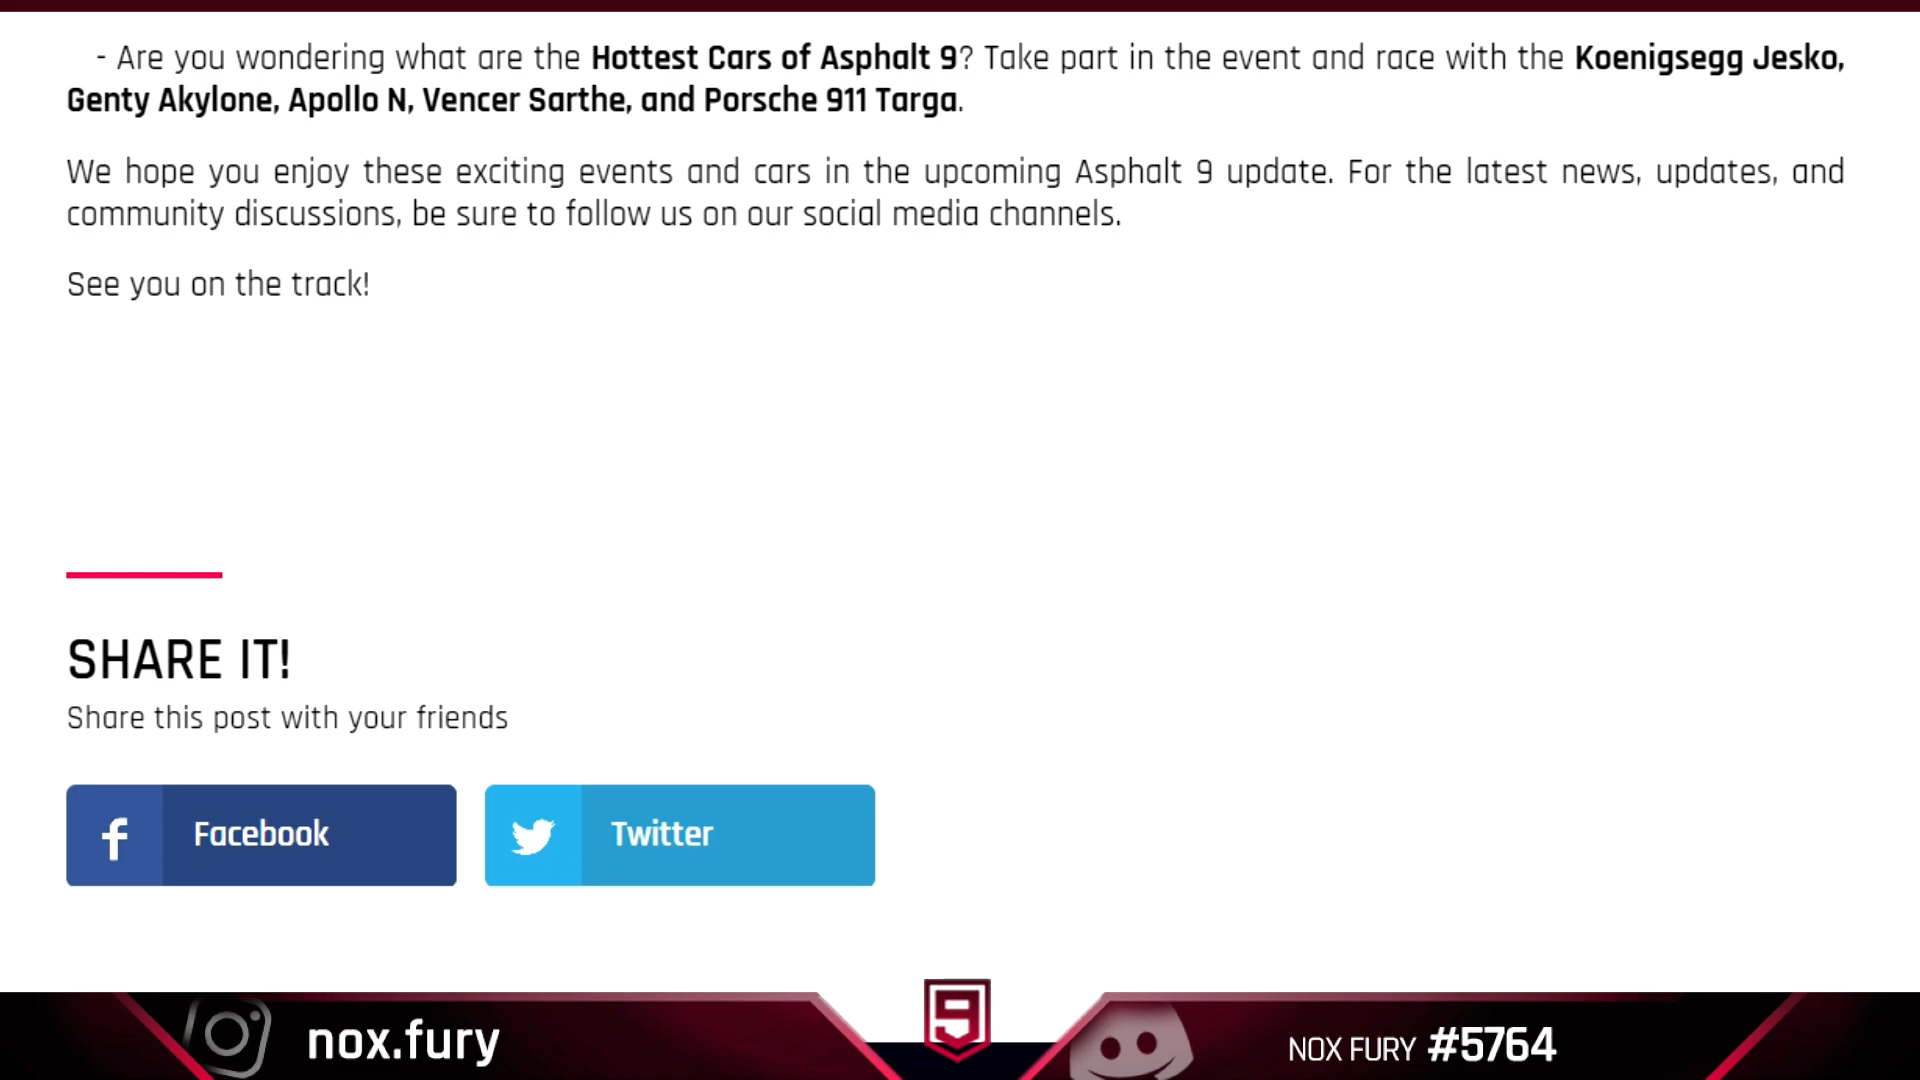 - Are you wondering what are the Hottest Cars of Asphalt 9? Take part in the event and race with the Koenigsegg Jesko,
Genty Akylone, Apollo N, Vencer Sarthe, and Porsche 911 Targa.
We hope you enjoy these exciting events and cars in the upcoming Asphalt 9 update. For the latest news, updates, and
community discussions, be sure to follow us on our social media channels.
See you on the track!
SHARE IT!
Share this post with your friends
f Facebook
Twitter
nox.fury
9
NOX FURY #5764